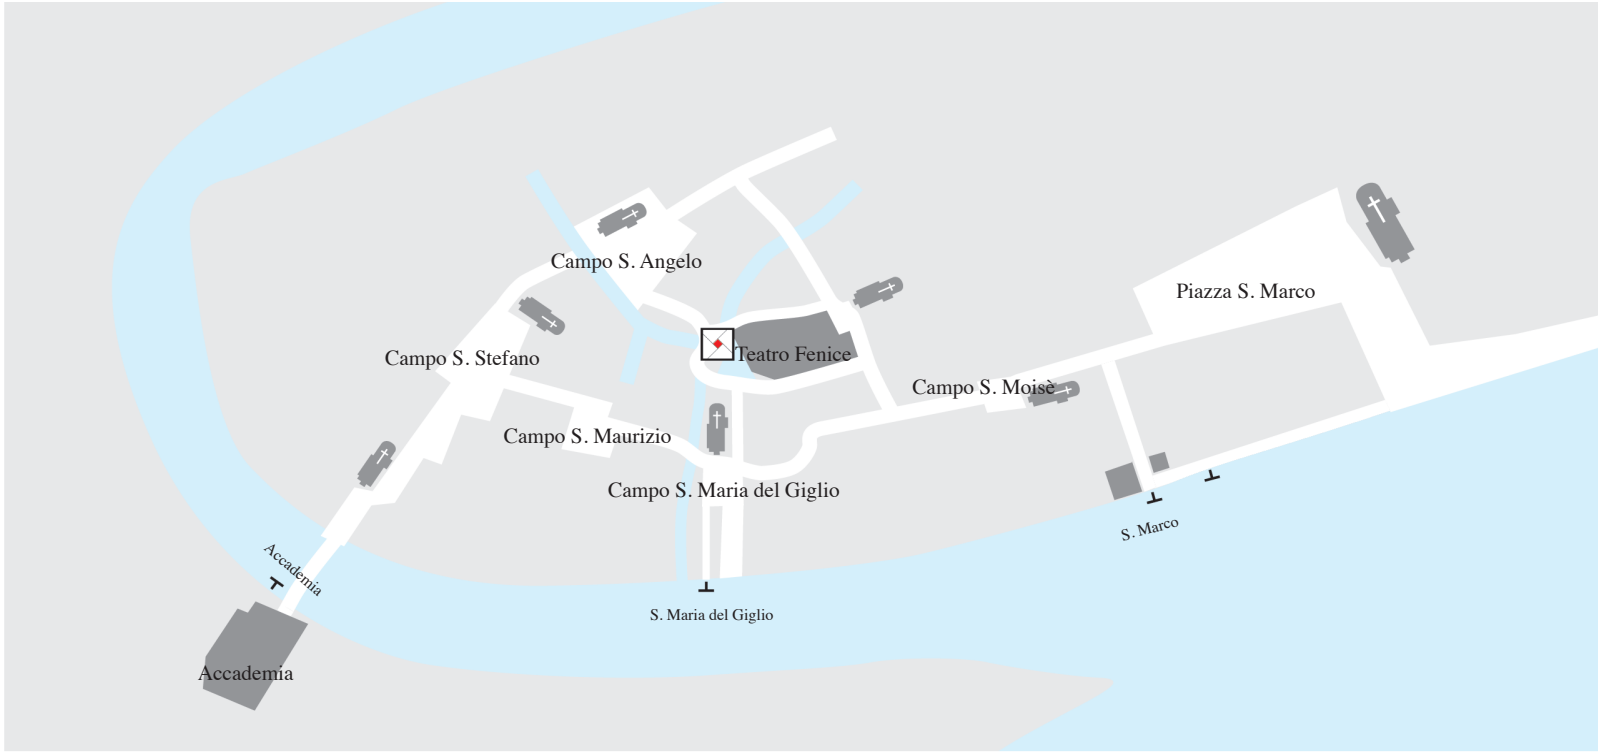 Campo S. Angelo
Piazza S. Marco
Campo S. Stefano
Teatro Fenice
Campo S. Moisè
Campo S. Maurizio
Campo S. Maria del Giglio
S. Marco
Accademia
S. Maria del Giglio
Accademia